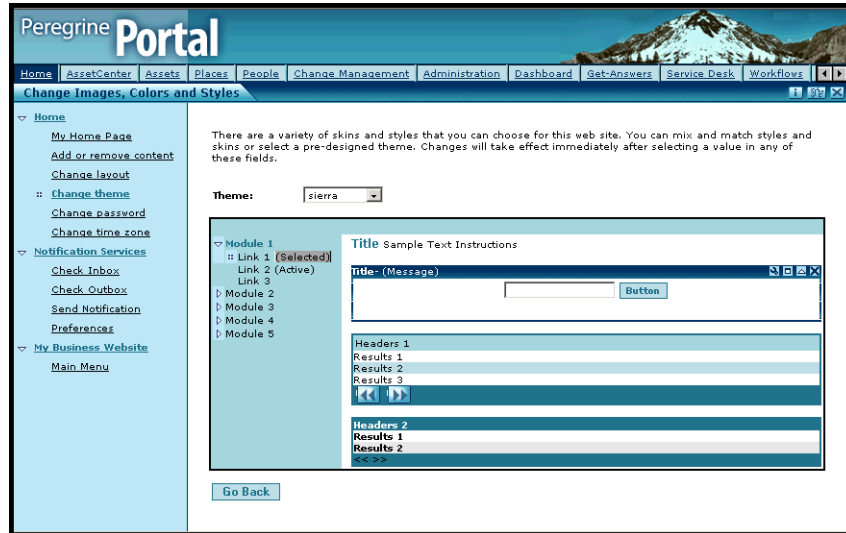 Peregrine Portal
Home AssetCenter Assets Places People Change Management Administration Dashboard Get-Answers Service Desk Workflows
Change Images, Colors and Styles
Home
My Home Page
Add or remove content
Change layout
Change theme
Change password
Change time zone
Notification Services
Check Inbox
Check Outbox
Send Notification
Preferences
My Business Website
Main Menu
There are a variety of skins and styles that you can choose for this web site. You can mix and match styles and
skins or select a pre-designed theme. Changes will take effect immediately after selecting a value in any of
these fields.
Theme: sierra
Module 1
Link 1 (Selected)
Link 2 (Active)
Link 3
Module 2
Module 3
Module 4
Module 5
Title Sample Text Instructions
Title- (Message)
Button
Headers 1
Results 1
Results 2
Results 3
Headers 2
Results 1
Results 2
<< >>
Go Back